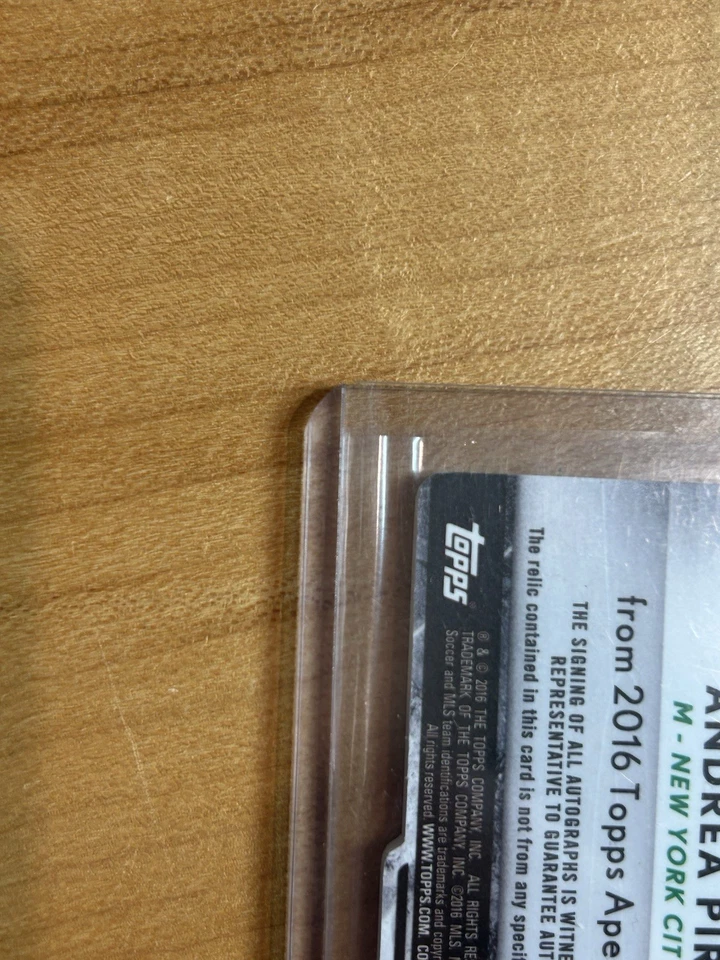 ANDREA PIR
M - NEW YORK CIT
from 2016 Topps Ape
THE SIGNING OF ALL AUTOGRAPHS IS WITNE
REPRESENTATIVE TO GUARANTEE AUT
The relic contained in this card is not from any specif
topps
® & © 2016 THE TOPPS COMPANY, INC. ALL RIGHTS RE
TRADEMARK OF THE TOPPS COMPANY, INC. ©2016 MLS. M
Soccer and MLS team identifications are trademarks and copyr
All rights reserved. WWW.TOPPS.COM. CO